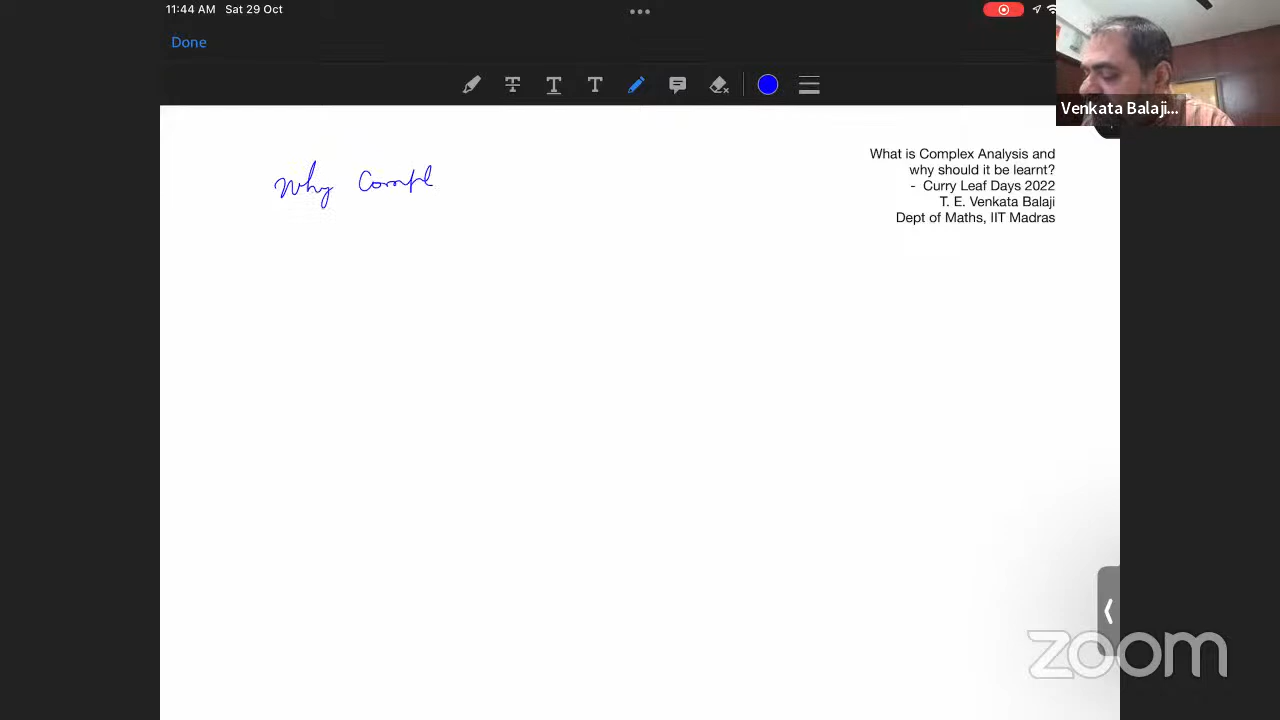 11:44 AM Sat 29 Oct
Done
Venkata Balaji...
What is Complex Analysis and
why should it be learnt?
- Curry Leaf Days 2022
T. E. Venkata Balaji
Dept of Maths, IIT Madras
Why Compl
zoom